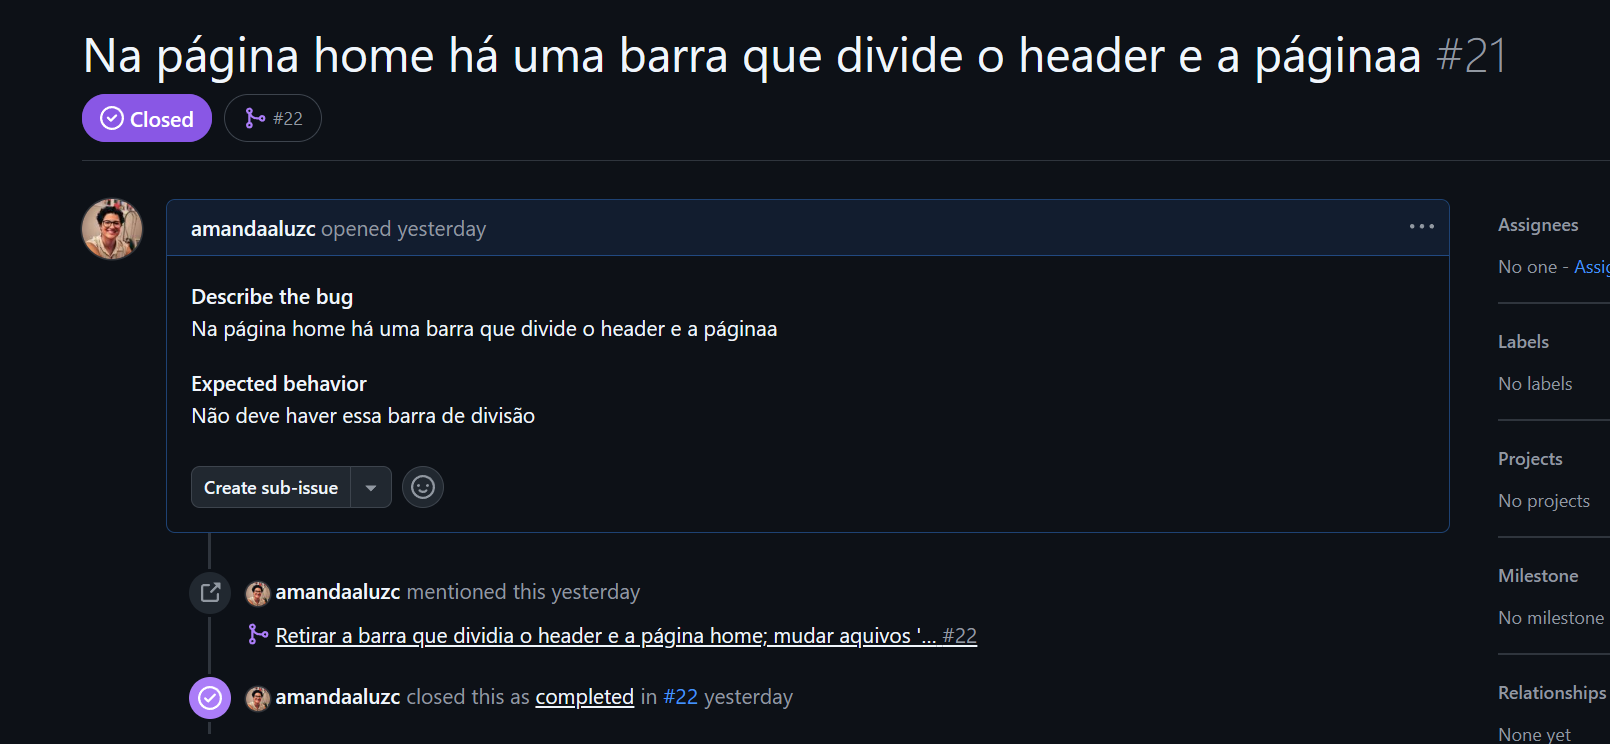 Na página home há uma barra que divide o header e a páginaa #21
Closed
#22
amandaaluzc opened yesterday
Describe the bug
Na página home há uma barra que divide o header e a páginaa
Expected behavior
Não deve haver essa barra de divisão
Create sub-issue
amandaaluzc mentioned this yesterday
Retirar a barra que dividia o header e a página home; mudar aquivos '... #22
amandaaluzc closed this as completed in #22 yesterday
Assignees
No one - Assig
Labels
No labels
Projects
No projects
Milestone
No milestone
Relationships
None yet